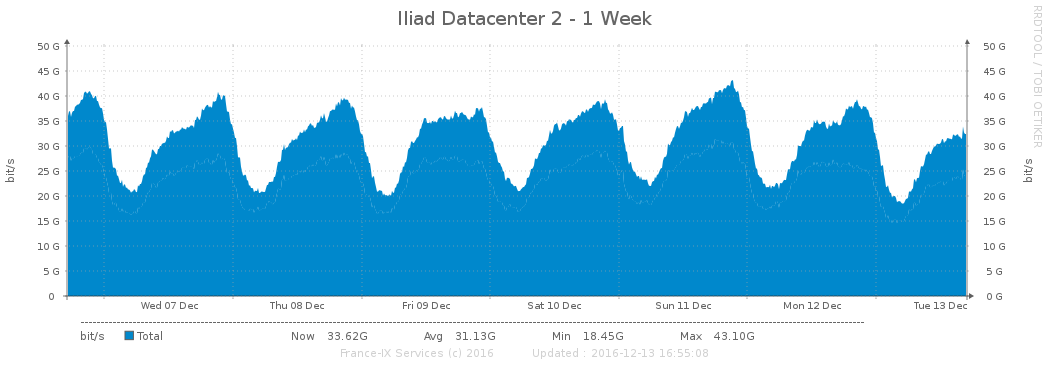 Iliad Datacenter 2 - 1 Week
RRDTOOL / TOBI OETIKER
50 G 50 G
45 G 45 G
40 G 40 G
35 G 35 G
30 G 30 G
25 G 25 G
20 G 20 G
15 G 15 G
10 G 10 G
5 G 5 G
0 0 G
bit/s bit/s
Wed 07 Dec Thu 08 Dec Fri 09 Dec Sat 10 Dec Sun 11 Dec Mon 12 Dec Tue 13 Dec
bit/s Total Now 33.62G Avg 31.13G Min 18.45G Max 43.10G
France-IX Services (c) 2016 Updated : 2016-12-13 16:55:08